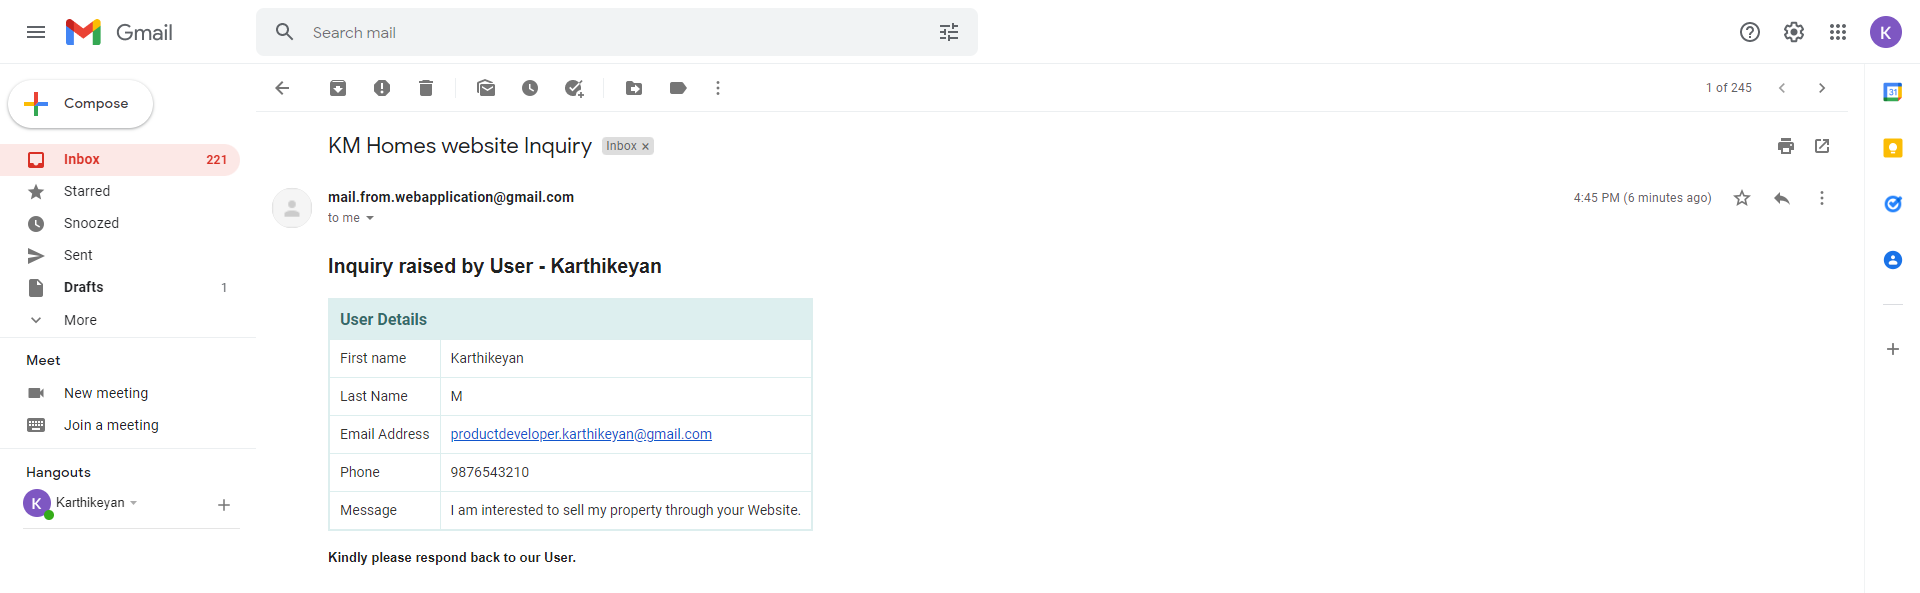 Gmail
Search mail
K
Compose
1 of 245
31
KM Homes website Inquiry Inbox x
Inbox 221
Starred
Snoozed
Sent
Drafts 1
More
mail.from.webapplication@gmail.com 4:45 PM (6 minutes ago)
to me
Inquiry raised by User - Karthikeyan
User Details
First name Karthikeyan
Last Name M
Email Address productdeveloper.karthikeyan@gmail.com
Phone 9876543210
Message I am interested to sell my property through your Website.
Kindly please respond back to our User.
Meet
New meeting
Join a meeting
Hangouts
K Karthikeyan